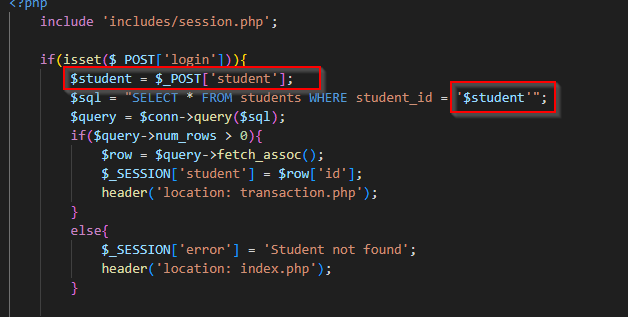 <?php
include 'includes/session.php';
if(isset($_POST['login'])){
$student = $_POST['student'];
$sql = "SELECT * FROM students WHERE student_id = '$student'";
$query = $conn->query($sql);
if($query->num_rows > 0){
$row = $query->fetch_assoc();
$_SESSION['student'] = $row['id'];
header('location: transaction.php');
}
else{
$_SESSION['error'] = 'Student not found';
header('location: index.php');
}